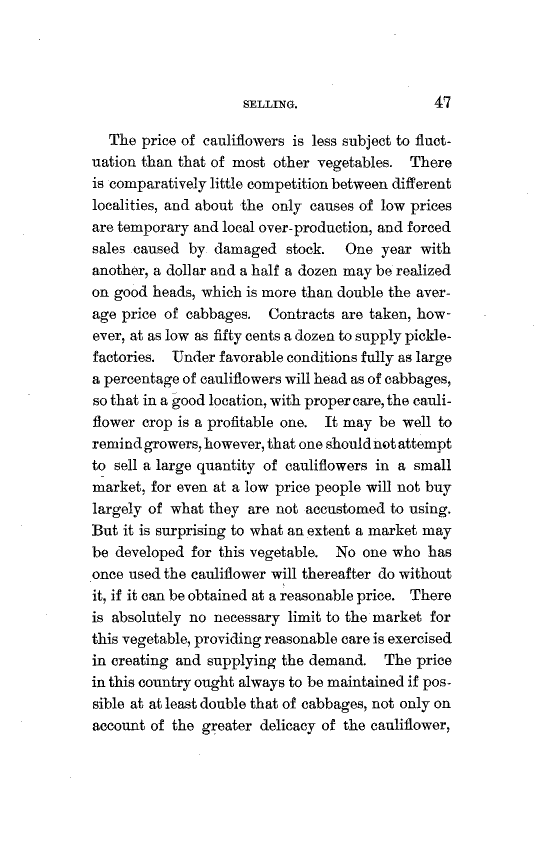 SELLING. 47
The price of cauliflowers is less subject to fluct-
uation than that of most other vegetables. There
is comparatively little competition between different
localities, and about the only causes of low prices
are temporary and local over-production, and forced
sales caused by damaged stock. One year with
another, a dollar and a half a dozen may be realized
on good heads, which is more than double the aver-
age price of cabbages. Contracts are taken, how-
ever, at as low as fifty cents a dozen to supply pickle-
factories. Under favorable conditions fully as large
a percentage of cauliflowers will head as of cabbages,
so that in a good location, with proper care, the cauli-
flower crop is a profitable one. It may be well to
remind growers, however, that one should not attempt
to sell a large quantity of cauliflowers in a small
market, for even at a low price people will not buy
largely of what they are not accustomed to using.
But it is surprising to what an extent a market may
be developed for this vegetable. No one who has
once used the cauliflower will thereafter do without
it, if it can be obtained at a reasonable price. There
is absolutely no necessary limit to the market for
this vegetable, providing reasonable care is exercised
in creating and supplying the demand. The price
in this country ought always to be maintained if pos-
sible at at least double that of cabbages, not only on
account of the greater delicacy of the cauliflower,